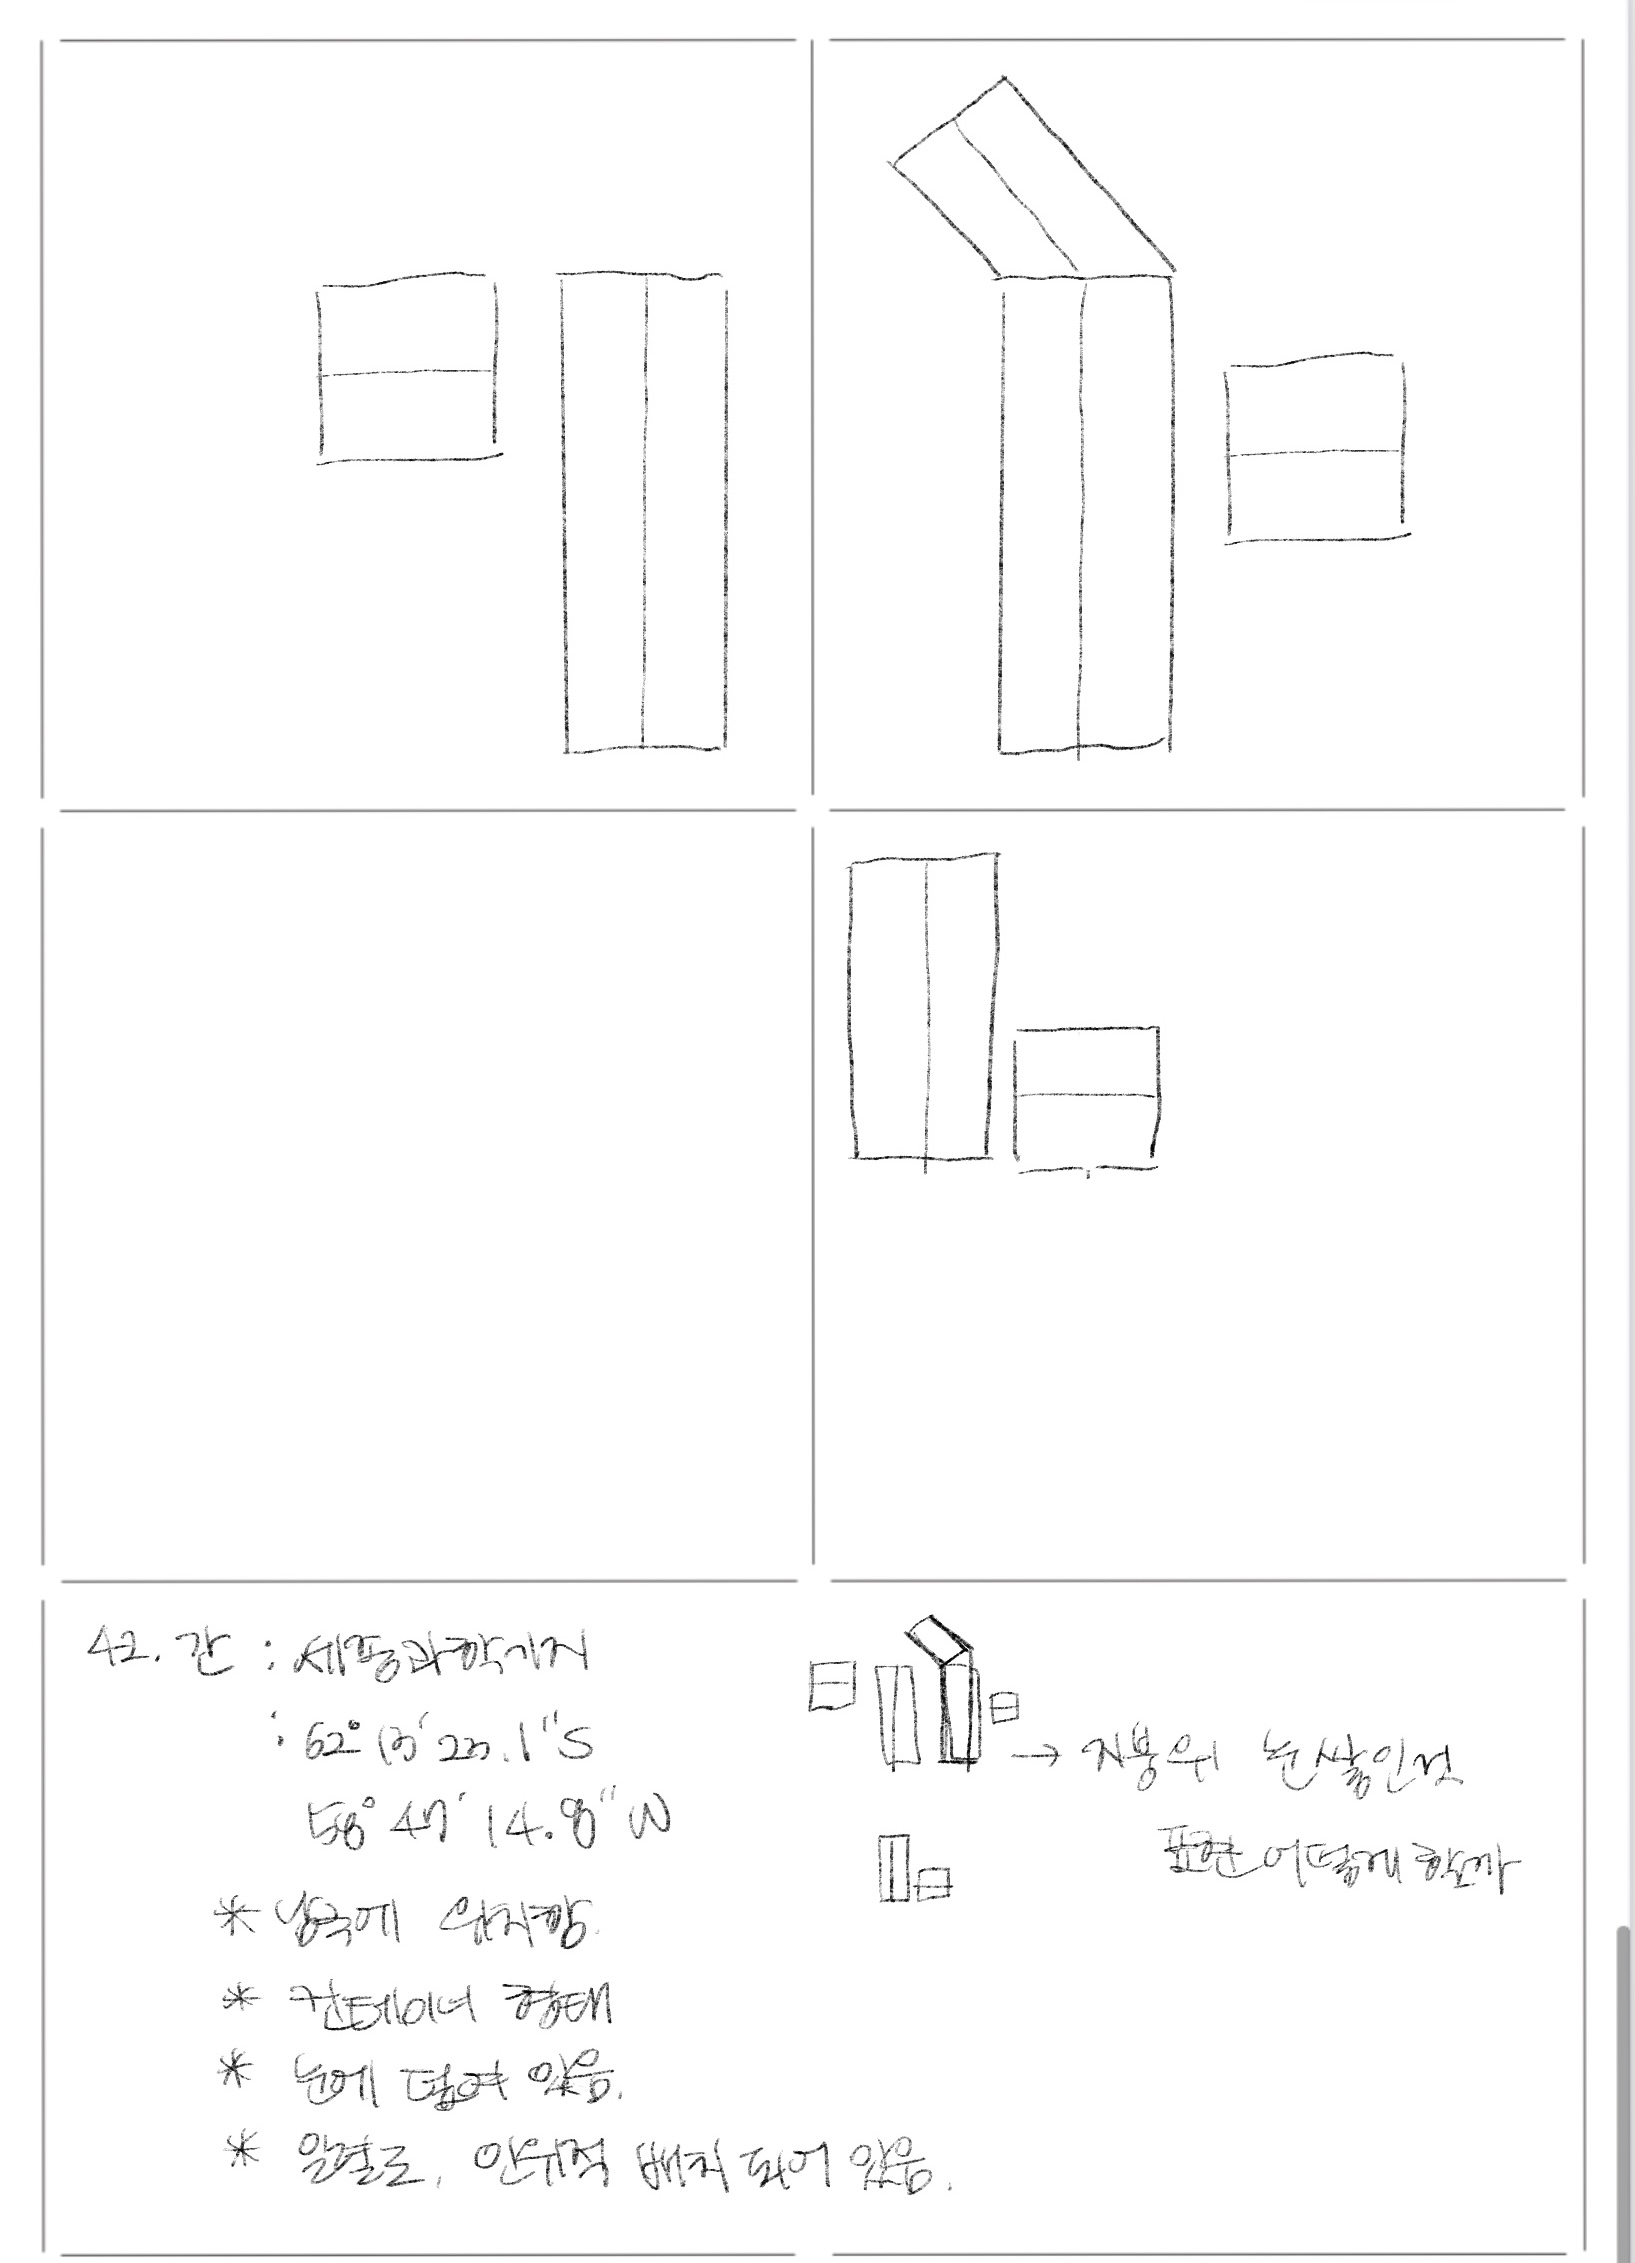 42. 간 : 세종과학기지
: 62° 13' 23.1"S
58° 47' 14.8"W
* 남극에 위치함.
* 컨테이너 형태
* 눈에 덮여 있음.
* 일렬로, 인위적 배치 되어 있음.
→ 지붕위 눈쌓인것
표현 어떻게 할까